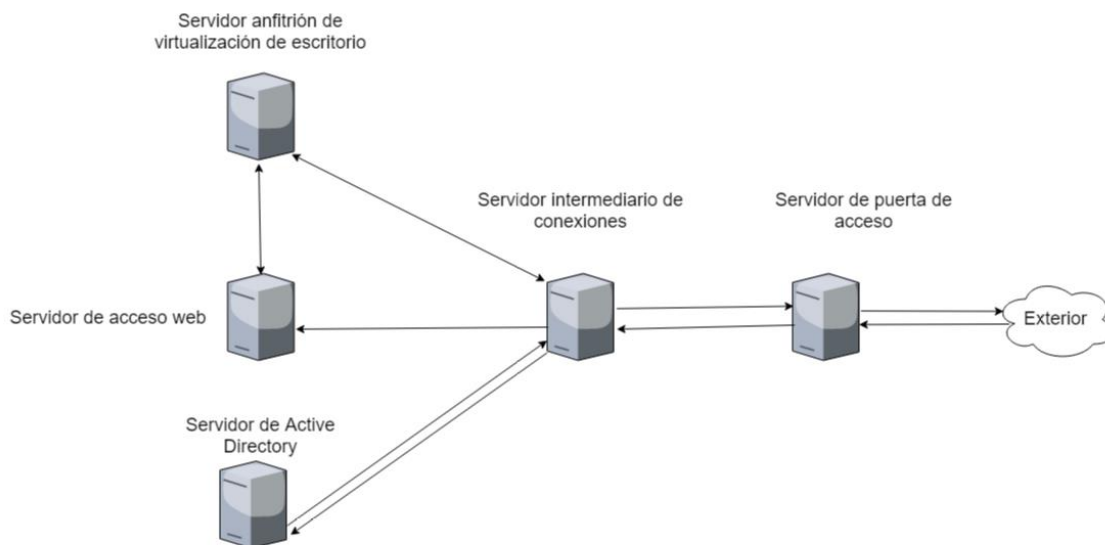 Servidor anfitrión de
virtualización de escritorio
Servidor intermediario de
conexiones
Servidor de puerta de
acceso
Servidor de acceso web
Exterior
Servidor de Active
Directory